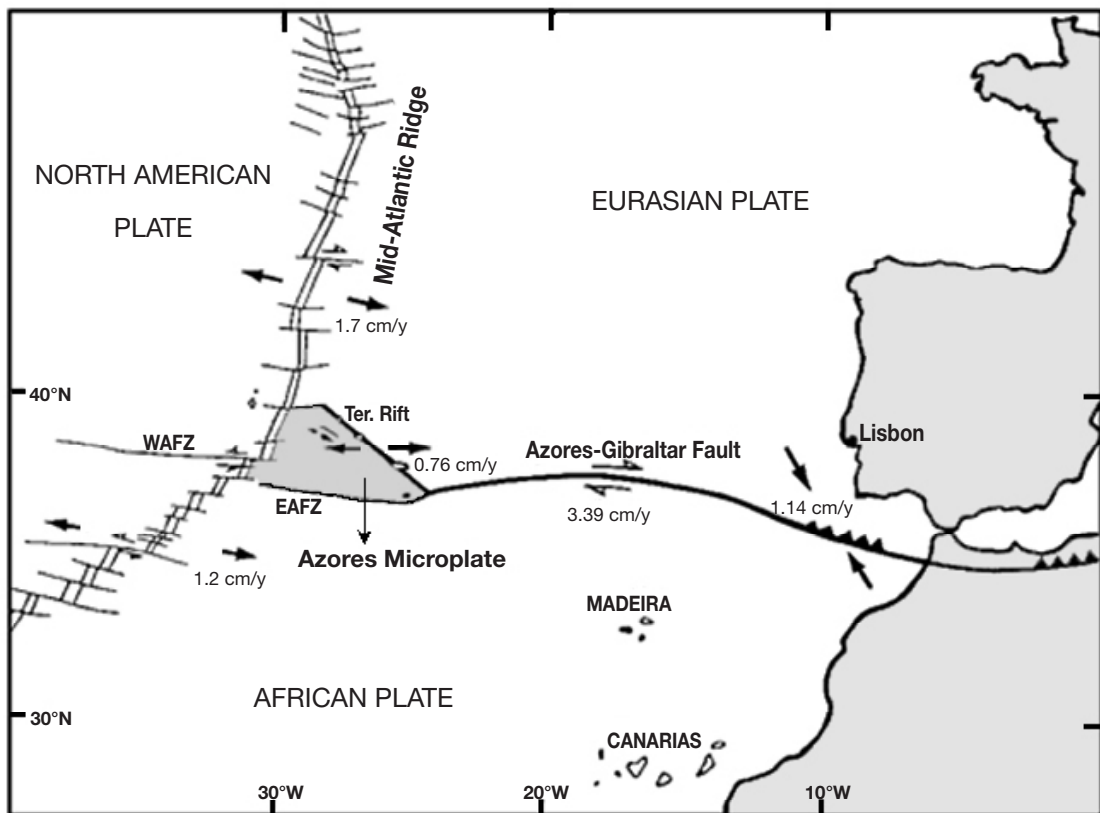 NORTH AMERICAN
PLATE
Mid-Atlantic Ridge
EURASIAN PLATE
1.7 cm/y
40°N
Ter. Rift
WAFZ
0.76 cm/y
Azores-Gibraltar Fault
Lisbon
EAFZ
3.39 cm/y
1.14 cm/y
Azores Microplate
1.2 cm/y
MADEIRA
AFRICAN PLATE
30°N
CANARIAS
30°W
20°W
10°W